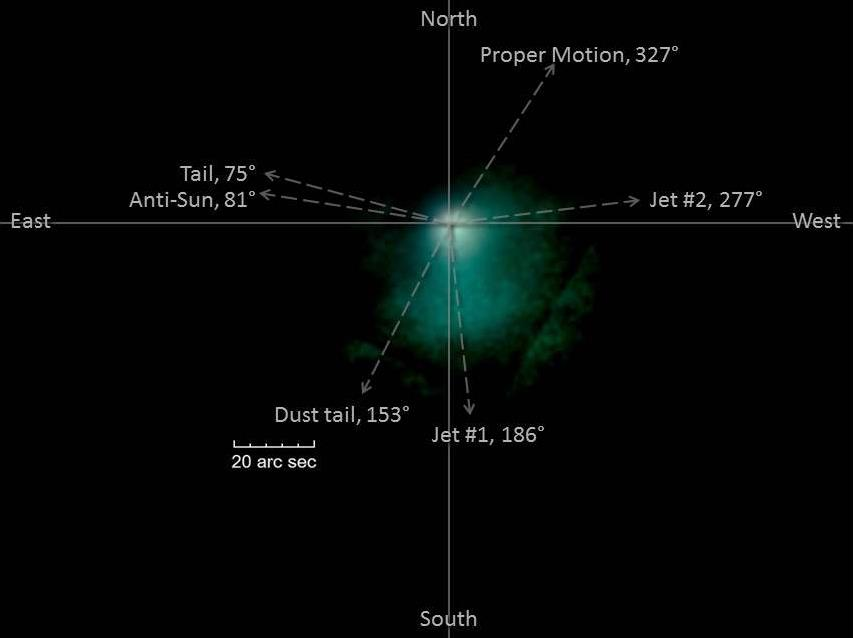 North
Proper Motion, 327°
Tail, 75°
Anti-Sun, 81°
Jet #2, 277°
East
West
Dust tail, 153°
Jet #1, 186°
20 arc sec
South